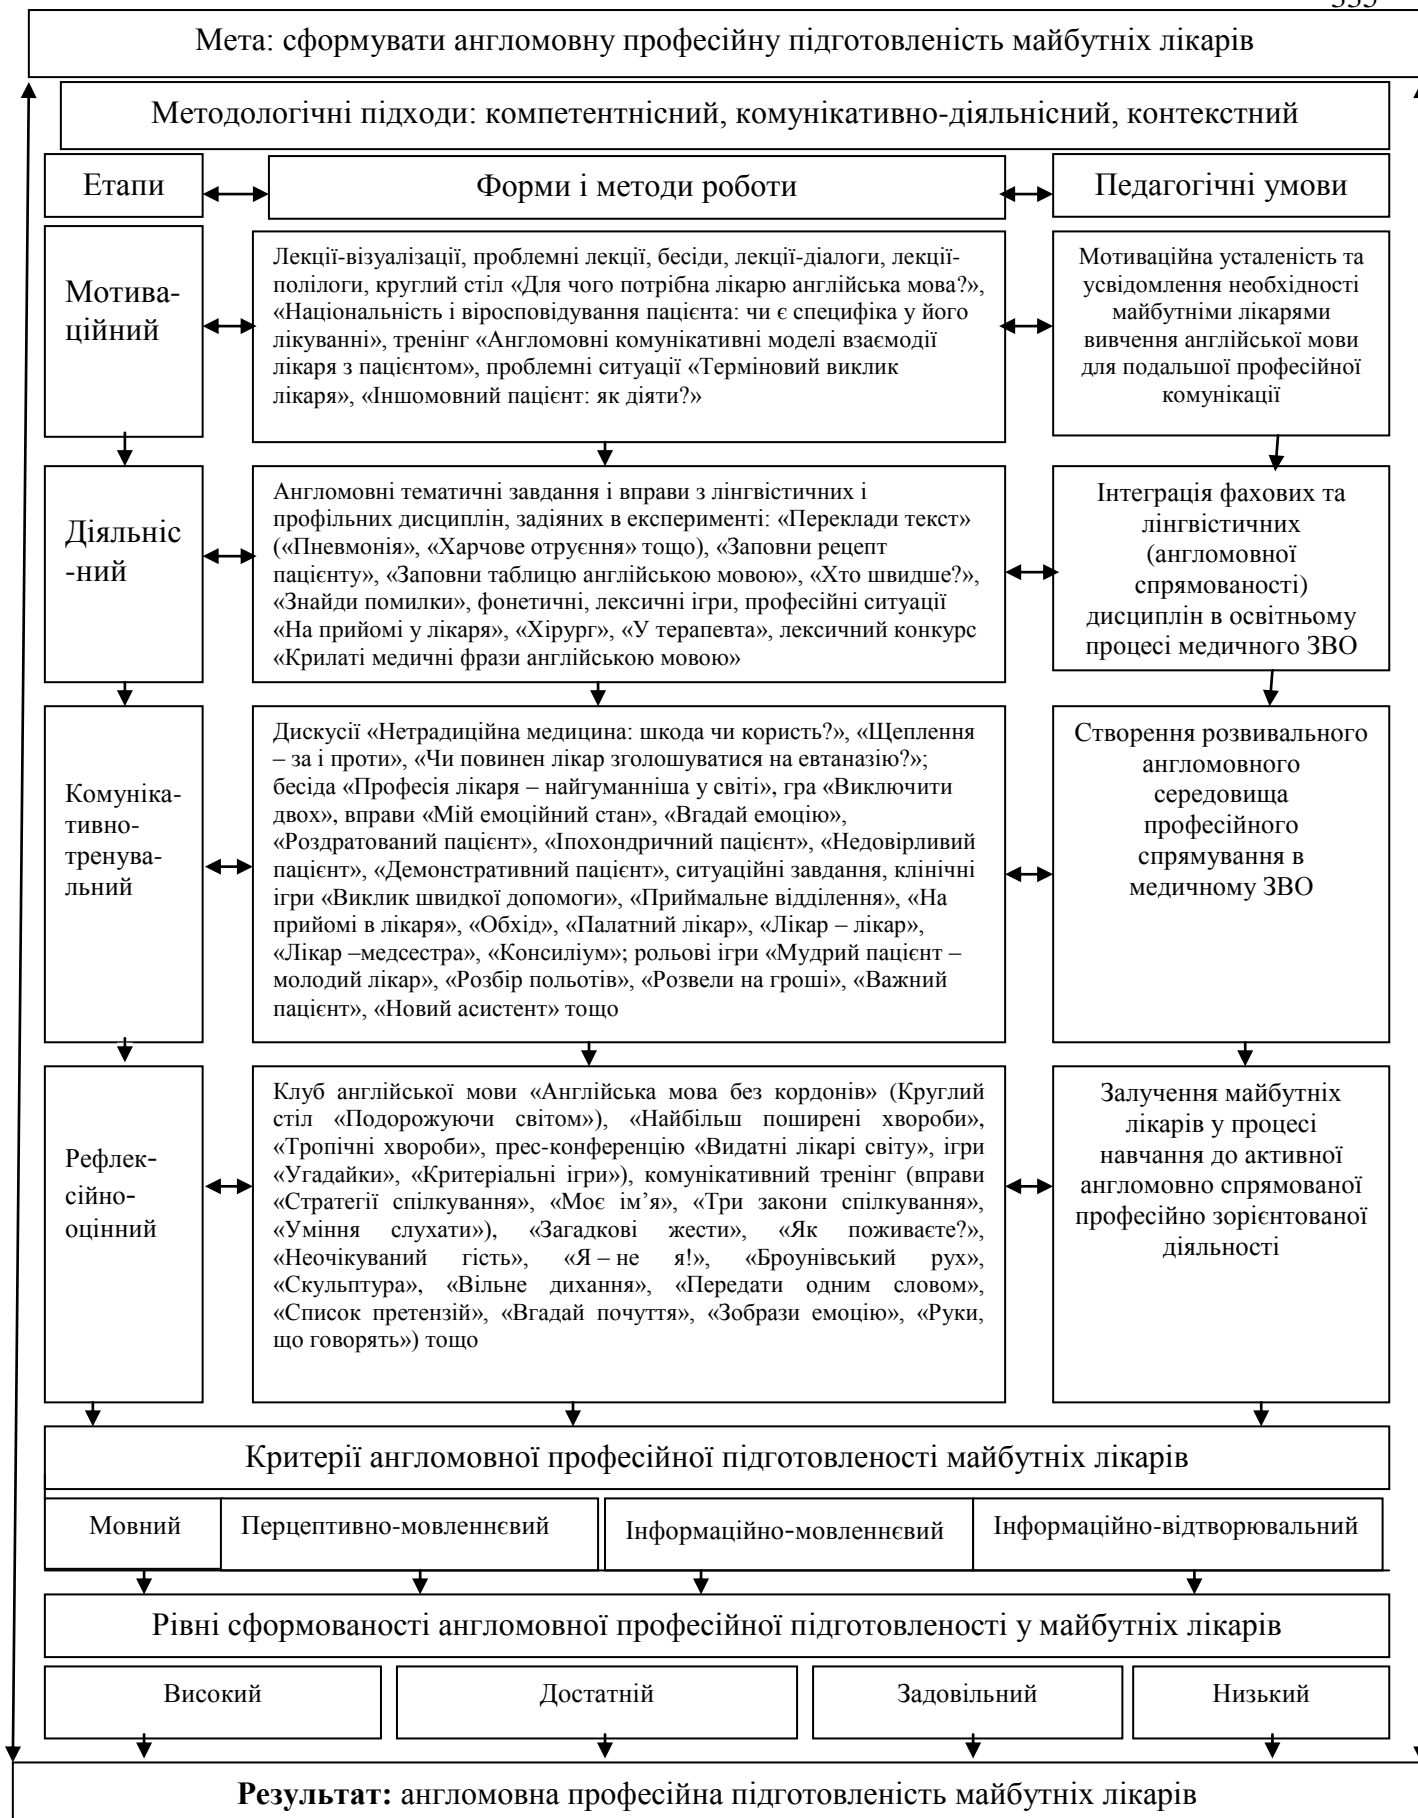 Мета: сформувати англомовну професійну підготовленість майбутніх лікарів
Методологічні підходи: компетентнісний, комунікативно-діяльнісний, контекстний
Етапи
Форми і методи роботи
Педагогічні умови
Мотива-
ційний
Лекції-візуалізації, проблемні лекції, бесіди, лекції-діалоги, лекції-
полілоги, круглий стіл «Для чого потрібна лікарю англійська мова?»,
«Національність і віросповідування пацієнта: чи є специфіка у його
лікуванні», тренінг «Англомовні комунікативні моделі взаємодії
лікаря з пацієнтом», проблемні ситуації «Терміновий виклик
лікаря», «Іншомовний пацієнт: як діяти?»
Мотиваційна усталеність та
усвідомлення необхідності
майбутніми лікарями
вивчення англійської мови
для подальшої професійної
комунікації
Діяльніс
-ний
Англомовні тематичні завдання і вправи з лінгвістичних і
профільних дисциплін, задіяних в експерименті: «Переклади текст»
(«Пневмонія», «Харчове отруєння» тощо), «Заповни рецепт
пацієнту», «Заповни таблицю англійською мовою», «Хто швидше?»,
«Знайди помилки», фонетичні, лексичні ігри, професійні ситуації
«На прийомі у лікаря», «Хірург», «У терапевта», лексичний конкурс
«Крилаті медичні фрази англійською мовою»
Інтеграція фахових та
лінгвістичних
(англомовної
спрямованості)
дисциплін в освітньому
процесі медичного ЗВО
Комуніка-
тивно-
тренува-
льний
Дискусії «Нетрадиційна медицина: шкода чи користь?», «Щеплення
– за і проти», «Чи повинен лікар зголошуватися на евтаназію?»;
бесіда «Професія лікаря – найгуманніша у світі», гра «Виключити
двох», вправи «Мій емоційний стан», «Вгадай емоцію»,
«Роздратований пацієнт», «Іпохондричний пацієнт», «Недовірливий
пацієнт», «Демонстративний пацієнт», ситуаційні завдання, клінічні
ігри «Виклик швидкої допомоги», «Приймальне відділення», «На
прийомі в лікаря», «Обхід», «Палатний лікар», «Лікар – лікар»,
«Лікар –медсестра», «Консиліум»; рольові ігри «Мудрий пацієнт –
молодий лікар», «Розбір польотів», «Розвели на гроші», «Важний
пацієнт», «Новий асистент» тощо
Створення розвивального
англомовного
середовища
професійного
спрямування в
медичному ЗВО
Рефлек-
сійно-
оцінний
Клуб англійської мови «Англійська мова без кордонів» (Круглий
стіл «Подорожуючи світом»), «Найбільш поширені хвороби»,
«Тропічні хвороби», прес-конференцію «Видатні лікарі світу», ігри
«Угадайки», «Критеріальні ігри»), комунікативний тренінг (вправи
«Стратегії спілкування», «Моє ім’я», «Три закони спілкування»,
«Уміння слухати»), «Загадкові жести», «Як поживаєте?»,
«Неочікуваний гість», «Я – не я!», «Броунівський рух»,
«Скульптура», «Вільне дихання», «Передати одним словом»,
«Список претензій», «Вгадай почуття», «Зобрази емоцію», «Руки,
що говорять») тощо
Залучення майбутніх
лікарів у процесі
навчання до активної
англомовно спрямованої
професійно зорієнтованої
діяльності
Критерії англомовної професійної підготовленості майбутніх лікарів
Мовний
Перцептивно-мовленнєвий
Інформаційно-мовленнєвий
Інформаційно-відтворювальний
Рівні сформованості англомовної професійної підготовленості у майбутніх лікарів
Високий
Достатній
Задовільний
Низький
Результат: англомовна професійна підготовленість майбутніх лікарів